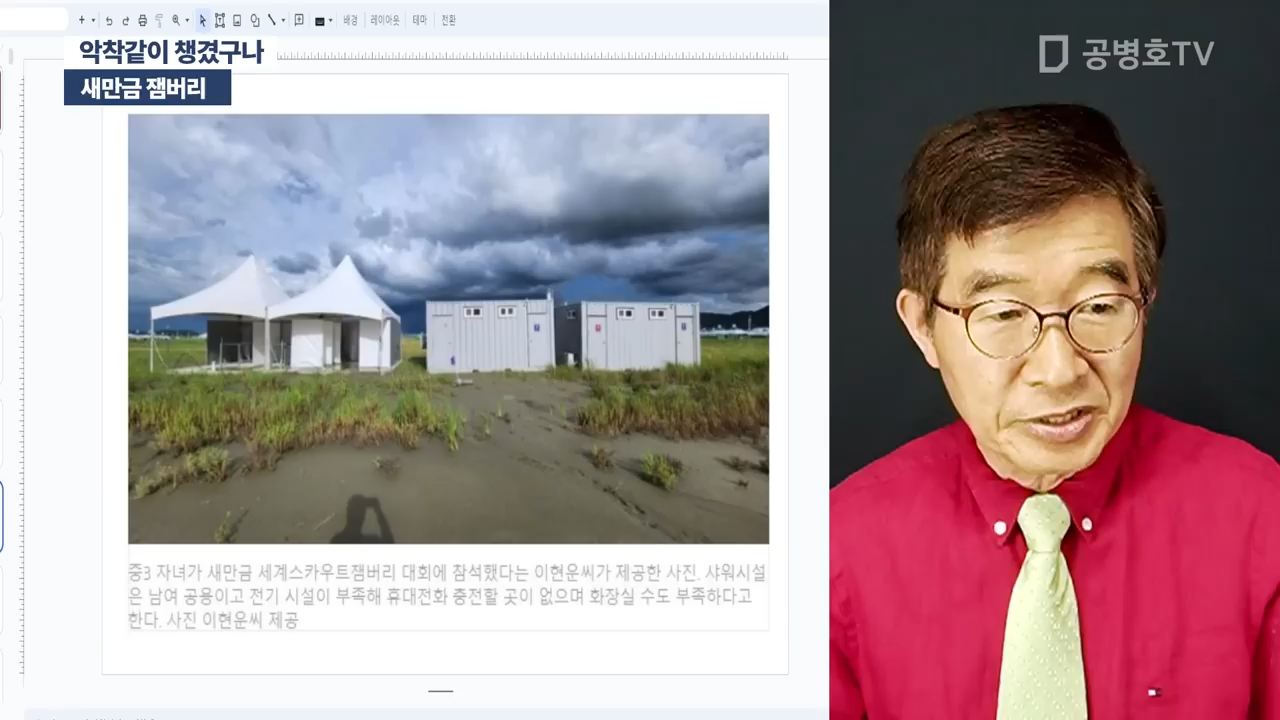 배경
레이아웃
테마
전환
악착같이 챙겼구나
새만금 잼버리
공병호TV
중3 자녀가 새만금 세계스카우트잼버리 대회에 참석했다는 이현운씨가 제공한 사진. 샤워시설
은 남여 공용이고 전기 시설이 부족해 휴대전화 충전할 곳이 없으며 화장실 수도 부족하다고
한다. 사진 이현운씨 제공